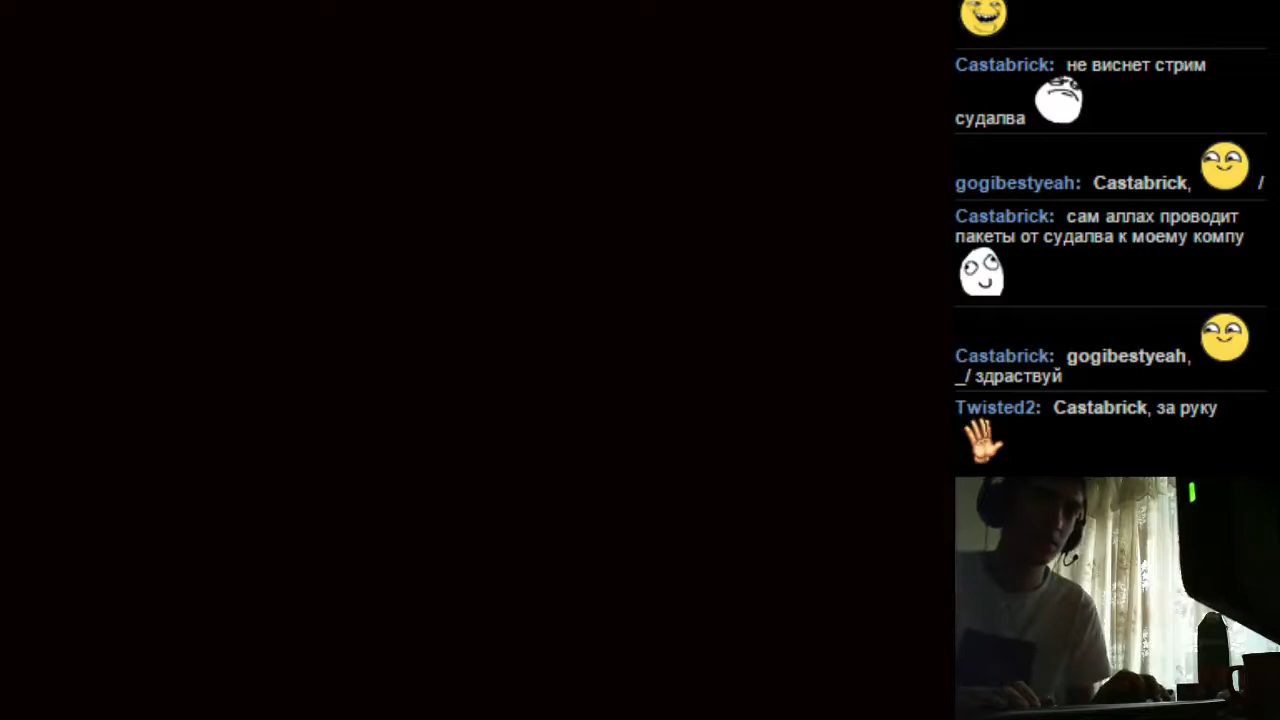 Castabrick: не виснет стрим
судалва
gogibestyeah: Castabrick, /
Castabrick: сам аллах проводит
пакеты от судалва к моему компу
Castabrick: gogibestyeah,
_/ здраствуй
Twisted2: Castabrick, за руку